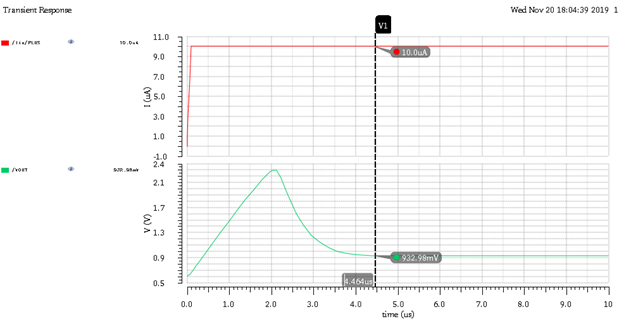 Transient Response
Wed Nov 20 18:04:39 2019 1
V1
10.0uA
11.0
9.0
7.0
5.0
3.0
1.0
-1.0
I (uA)
10.0uA
/VOUT
932.98mV
2.4
2.1
1.7
1.3
0.9
0.5
V (V)
932.98mV
4.464us
0.0 1.0 2.0 3.0 4.0 5.0 6.0 7.0 8.0 9.0 10
time (us)